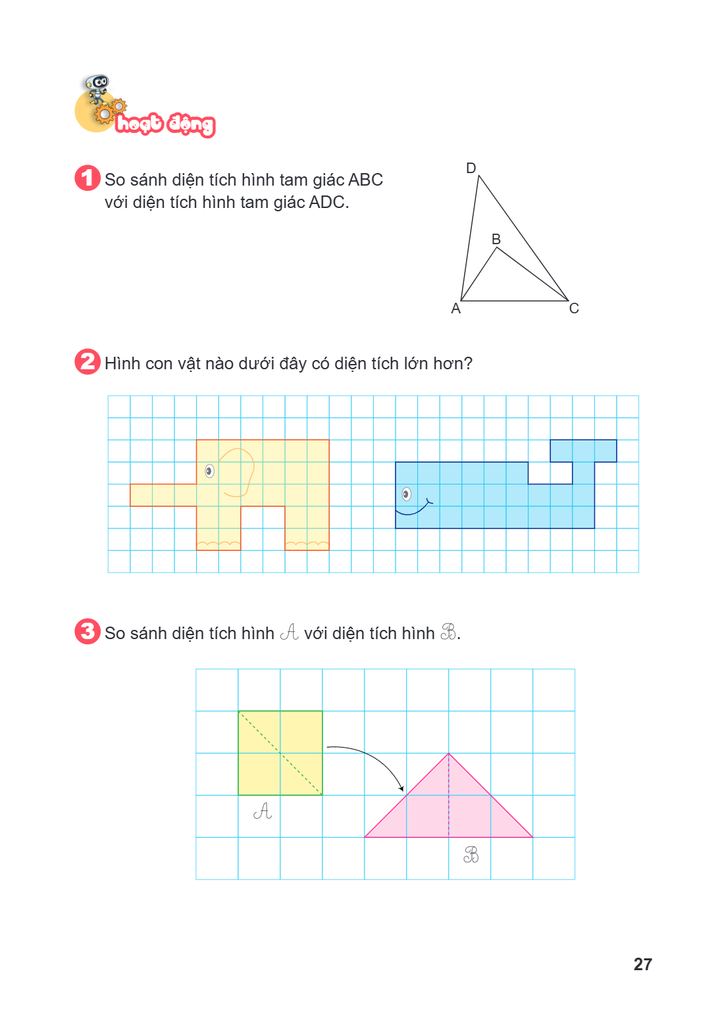 hoạt động
1 So sánh diện tích hình tam giác ABC
với diện tích hình tam giác ADC.
D
B
A
C
2 Hình con vật nào dưới đây có diện tích lớn hơn?
3 So sánh diện tích hình A với diện tích hình B.
A
B
27